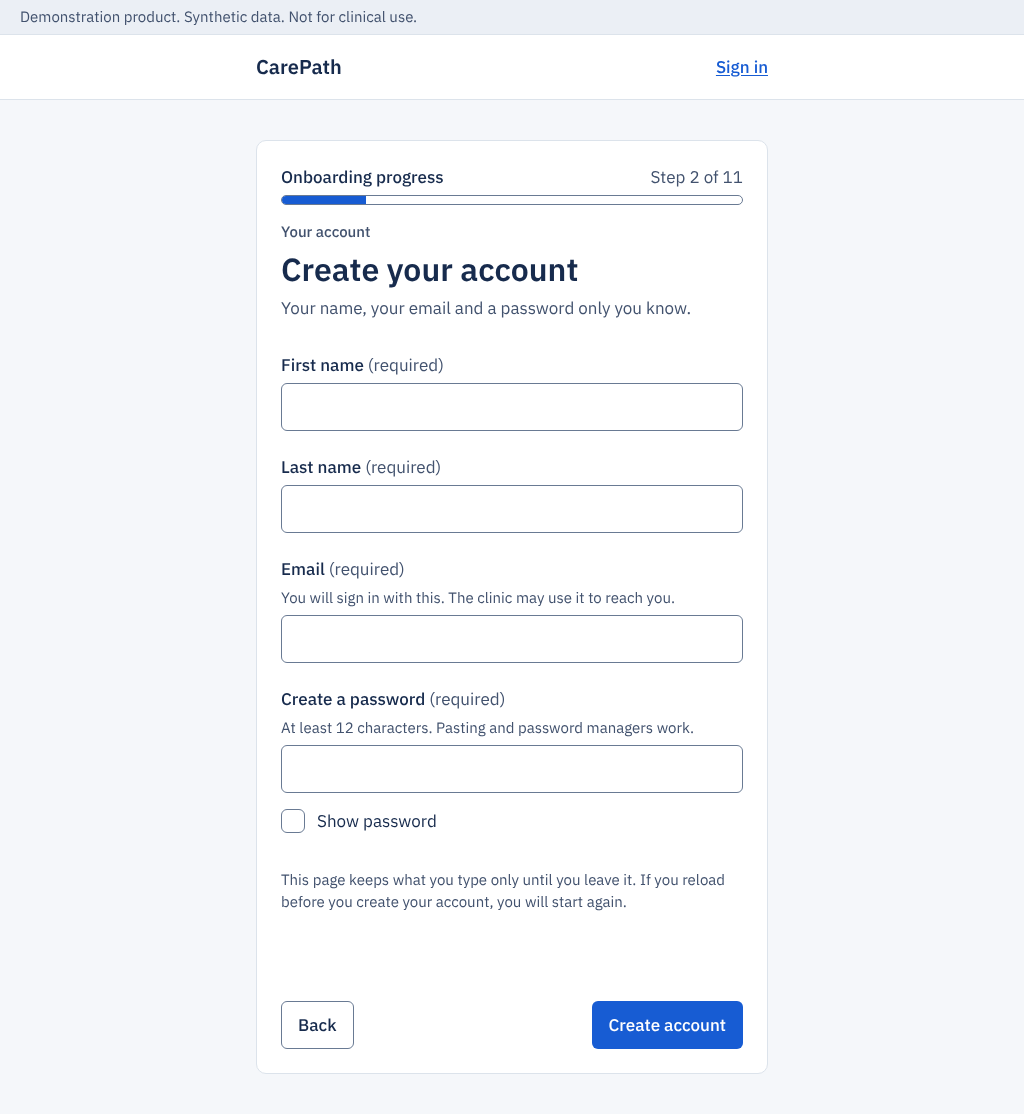 Demonstration product. Synthetic data. Not for clinical use.
CarePath
Sign in
Onboarding progress
Step 2 of 11
Your account
Create your account
Your name, your email and a password only you know.
First name (required)
Last name (required)
Email (required)
You will sign in with this. The clinic may use it to reach you.
Create a password (required)
At least 12 characters. Pasting and password managers work.
Show password
This page keeps what you type only until you leave it. If you reload
before you create your account, you will start again.
Back
Create account